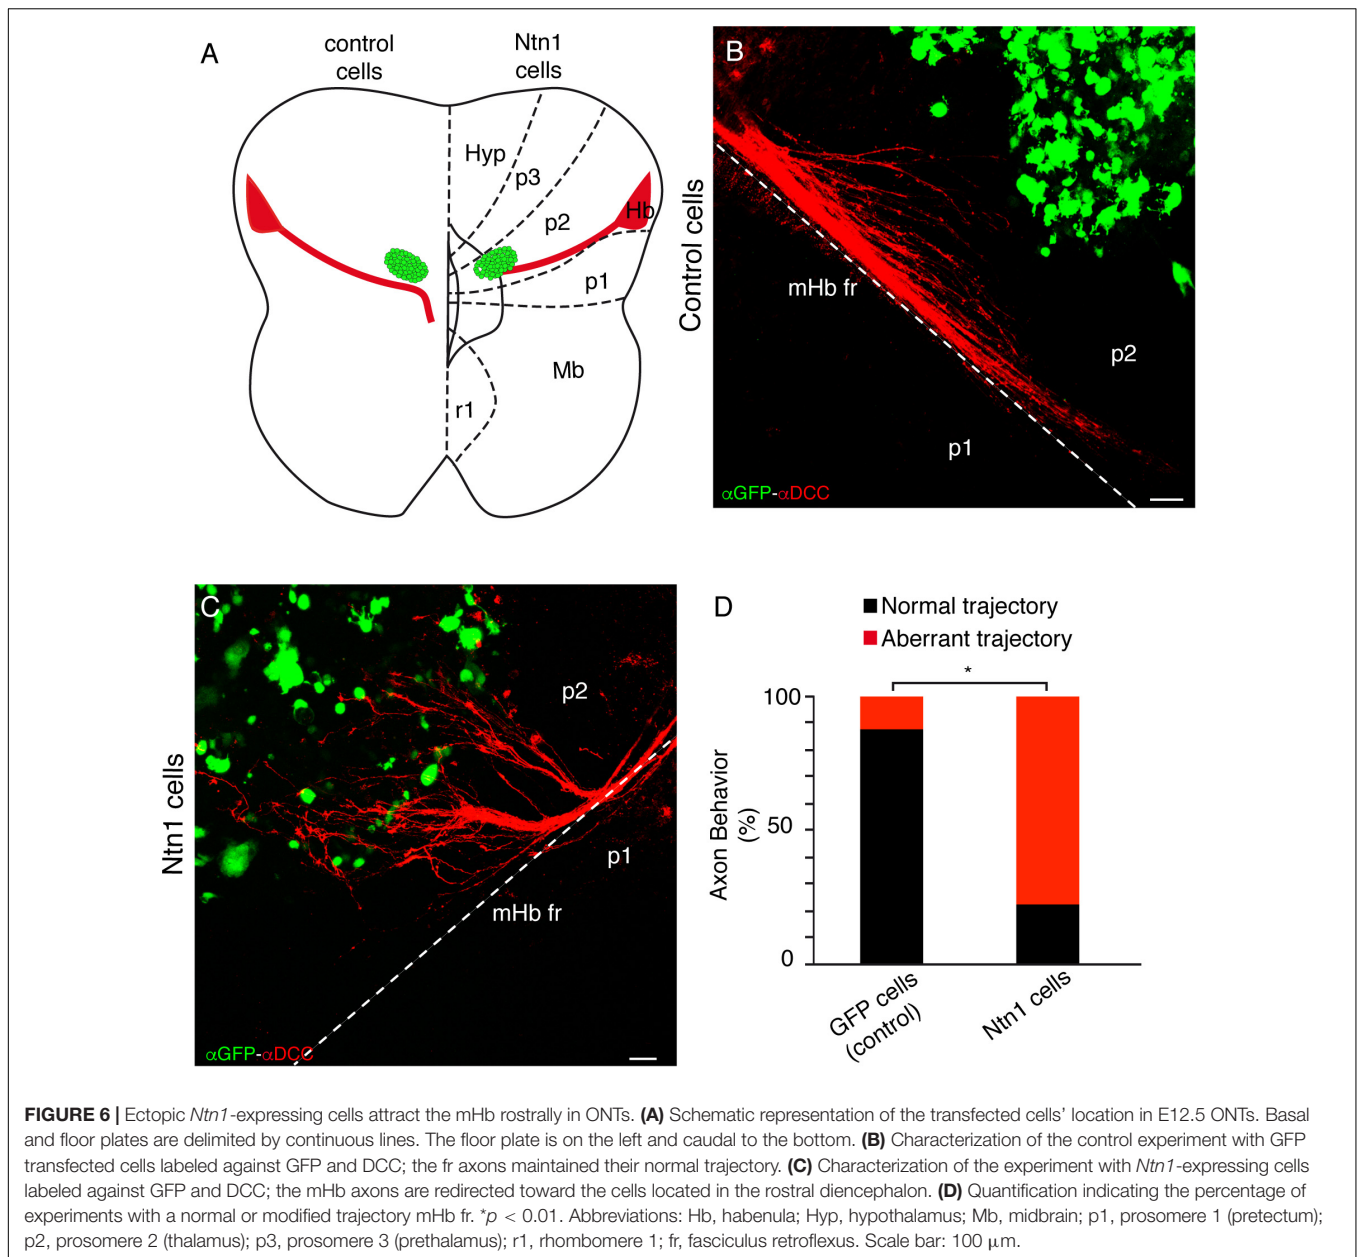 A
control
cells
Ntn1
cells
Hyp
p3
p2
Hb
p1
Mb
r1
B
Control cells
mHb fr
p2
p1
αGFP-αDCC
C
Ntn1 cells
p2
p1
mHb fr
αGFP-αDCC
D
Normal trajectory
Aberrant trajectory
*
Axon Behavior
(%)
100
50
0
GFP cells
(control)
Ntn1 cells
FIGURE 6 | Ectopic Ntn1-expressing cells attract the mHb rostrally in ONTs. (A) Schematic representation of the transfected cells' location in E12.5 ONTs. Basal
and floor plates are delimited by continuous lines. The floor plate is on the left and caudal to the bottom. (B) Characterization of the control experiment with GFP
transfected cells labeled against GFP and DCC; the fr axons maintained their normal trajectory. (C) Characterization of the experiment with Ntn1-expressing cells
labeled against GFP and DCC; the mHb axons are redirected toward the cells located in the rostral diencephalon. (D) Quantification indicating the percentage of
experiments with a normal or modified trajectory mHb fr. *p < 0.01. Abbreviations: Hb, habenula; Hyp, hypothalamus; Mb, midbrain; p1, prosomere 1 (pretectum);
p2, prosomere 2 (thalamus); p3, prosomere 3 (prethalamus); r1, rhombomere 1; fr, fasciculus retroflexus. Scale bar: 100 μm.